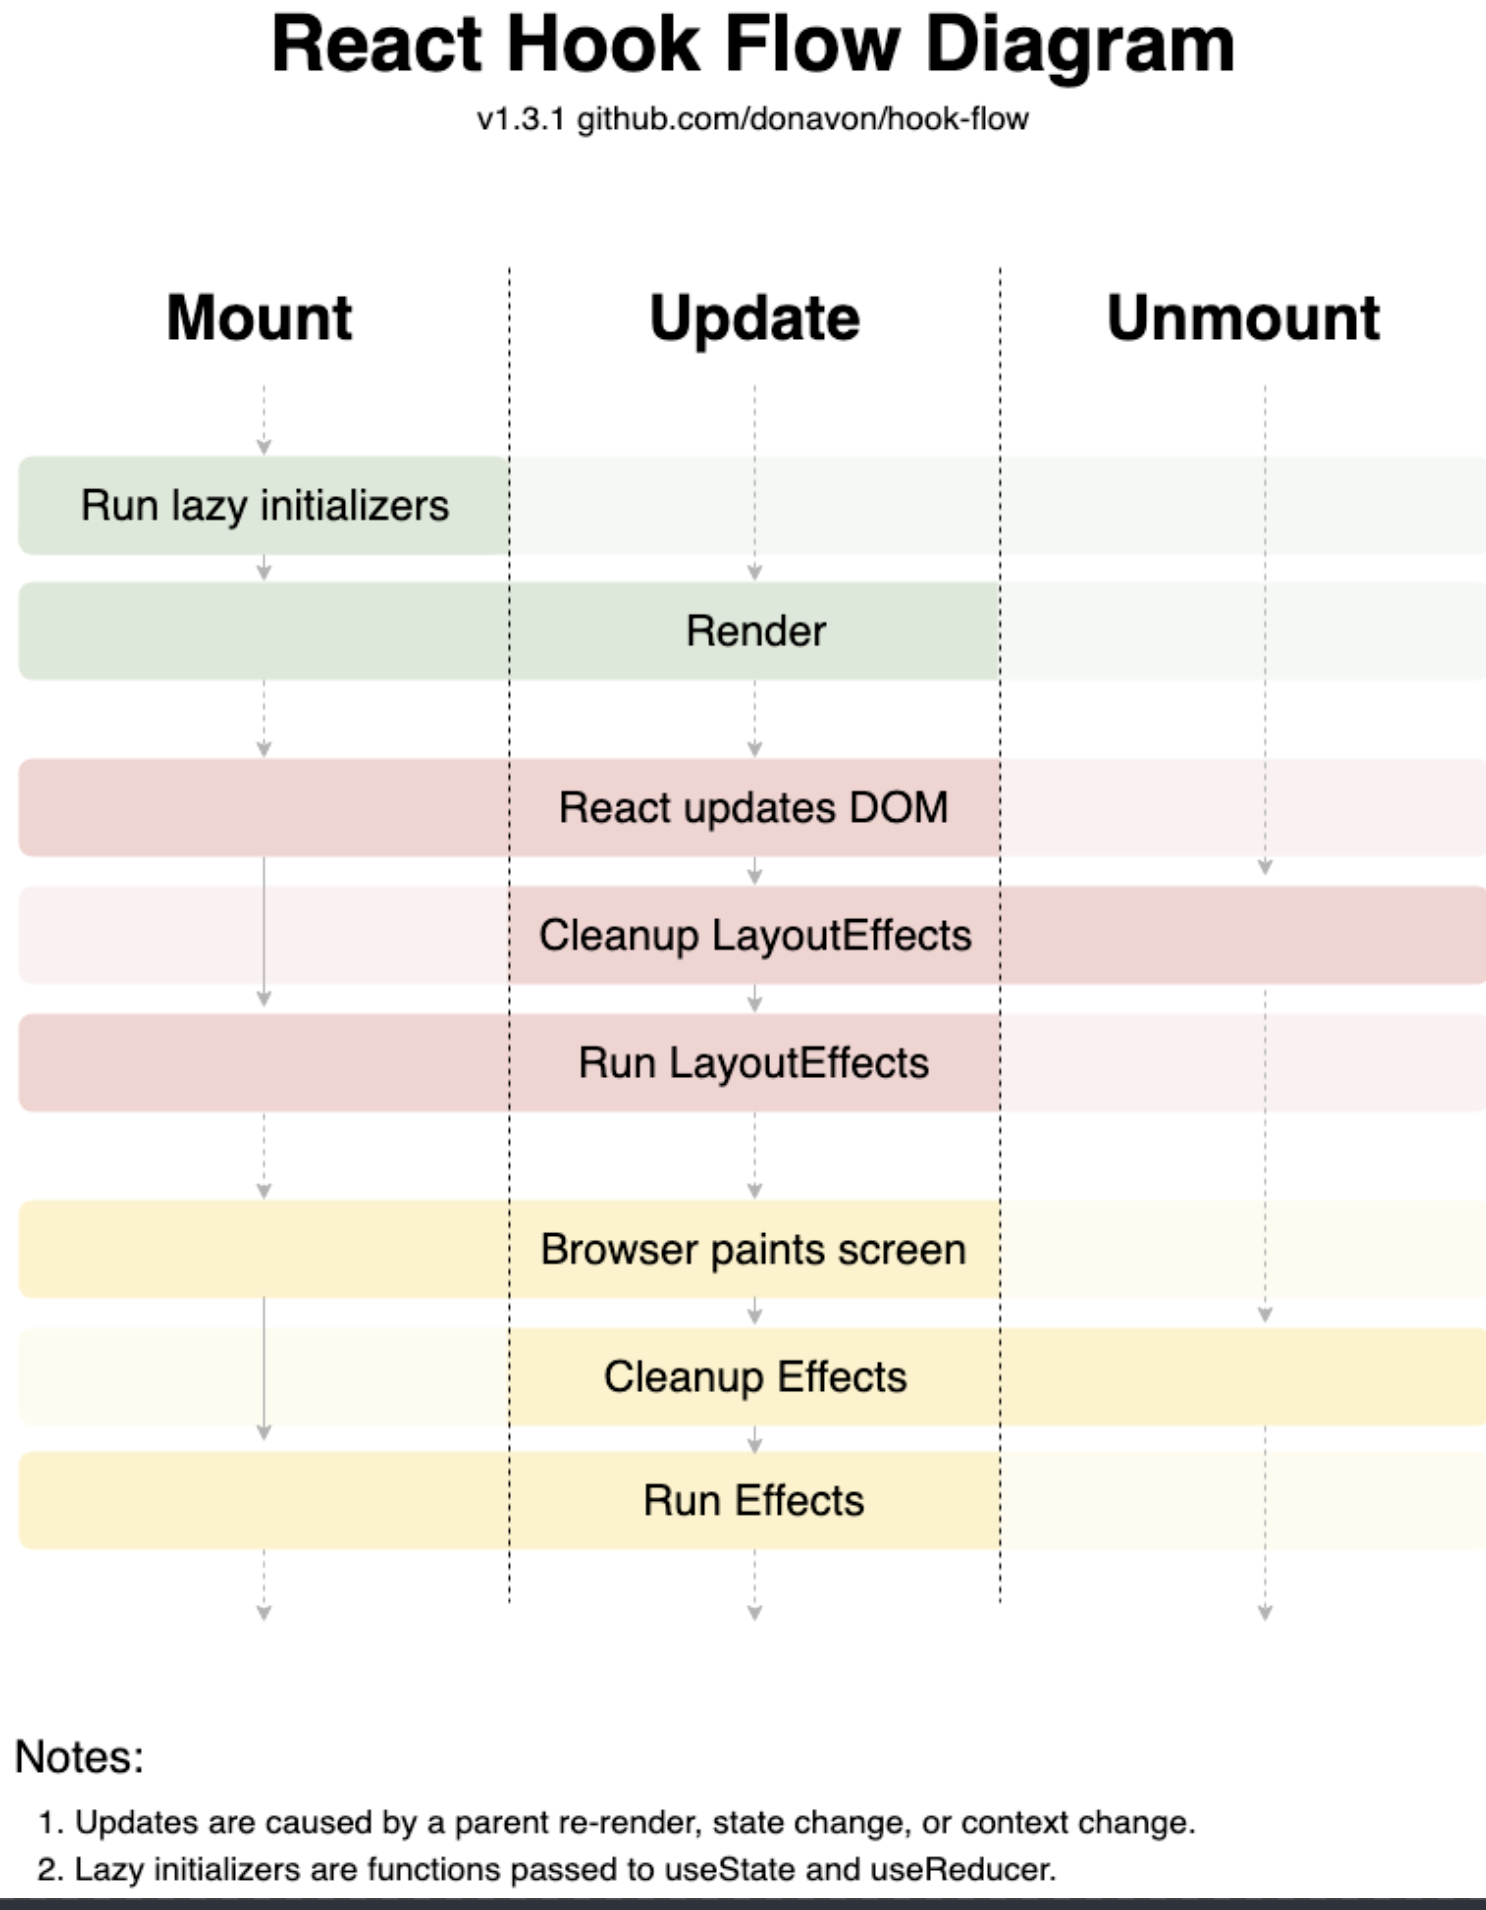 React Hook Flow Diagram
v1.3.1 github.com/donavon/hook-flow
Mount
Update
Unmount
Run lazy initializers
Render
React updates DOM
Cleanup LayoutEffects
Run LayoutEffects
Browser paints screen
Cleanup Effects
Run Effects
Notes:
1. Updates are caused by a parent re-render, state change, or context change.
2. Lazy initializers are functions passed to useState and useReducer.